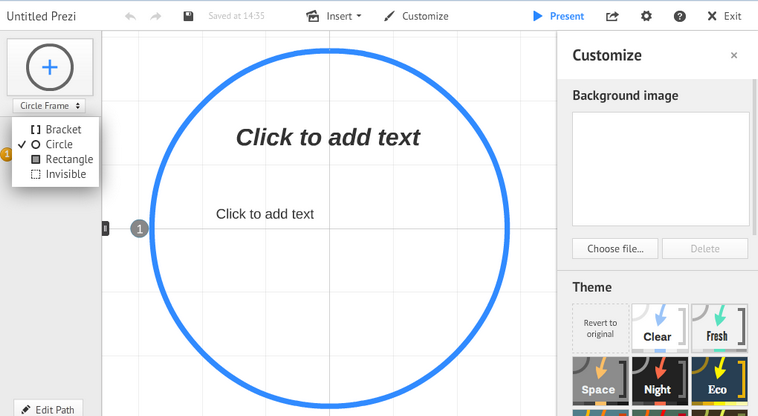 Untitled Prezi
Saved at 14:35
Insert
Customize
Present
Exit
Circle Frame
Bracket
Circle
Rectangle
Invisible
1
1
Click to add text
Click to add text
Edit Path
Customize
×
Background image
Choose file...
Delete
Theme
Revert to
original
Clear
Fresh
Space
Night
Eco